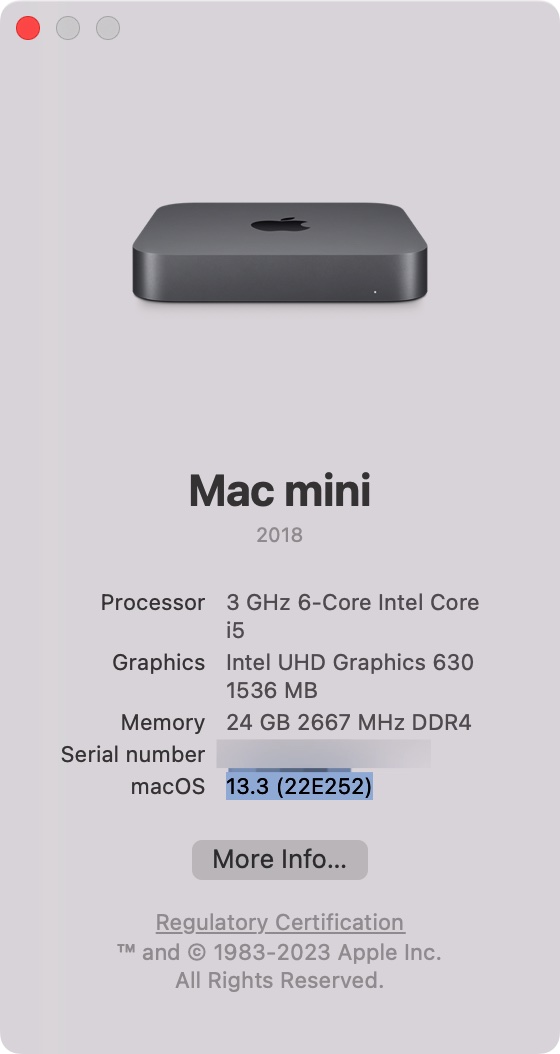 Mac mini
2018
Processor 3 GHz 6-Core Intel Core
i5
Graphics Intel UHD Graphics 630
1536 MB
Memory 24 GB 2667 MHz DDR4
Serial number
macOS 13.3 (22E252)
More Info...
Regulatory Certification
™ and © 1983-2023 Apple Inc.
All Rights Reserved.